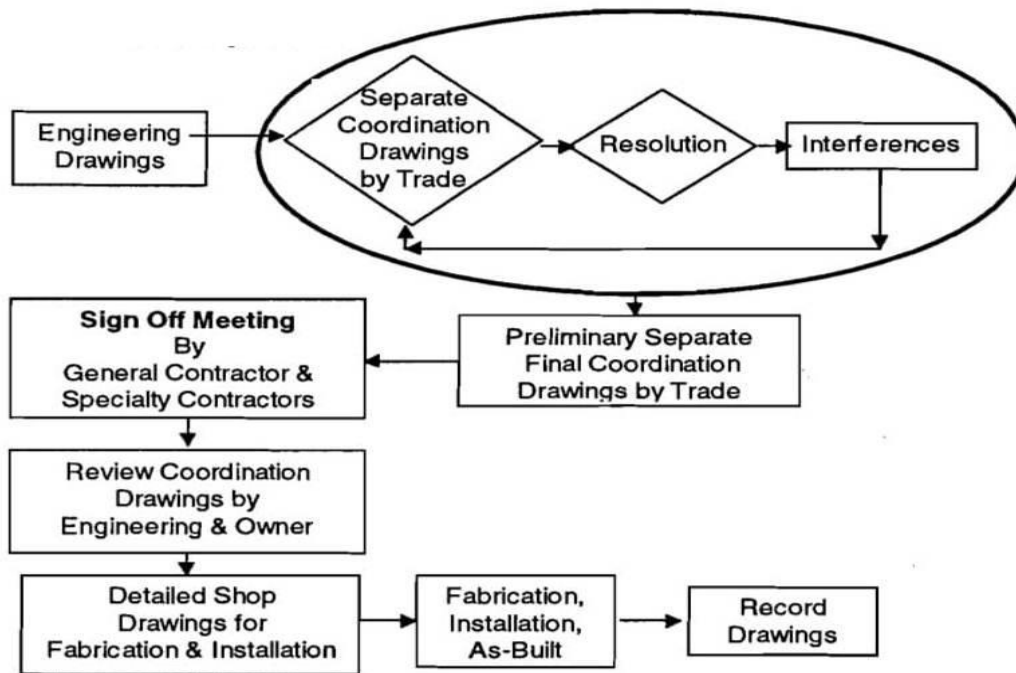 Engineering
Drawings
Separate
Coordination
Drawings
by Trade
Resolution
Interferences
Sign Off Meeting
By
General Contractor &
Specialty Contractors
Preliminary Separate
Final Coordination
Drawings by Trade
Review Coordination
Drawings by
Engineering & Owner
Detailed Shop
Drawings for
Fabrication & Installation
Fabrication,
Installation,
As-Built
Record
Drawings